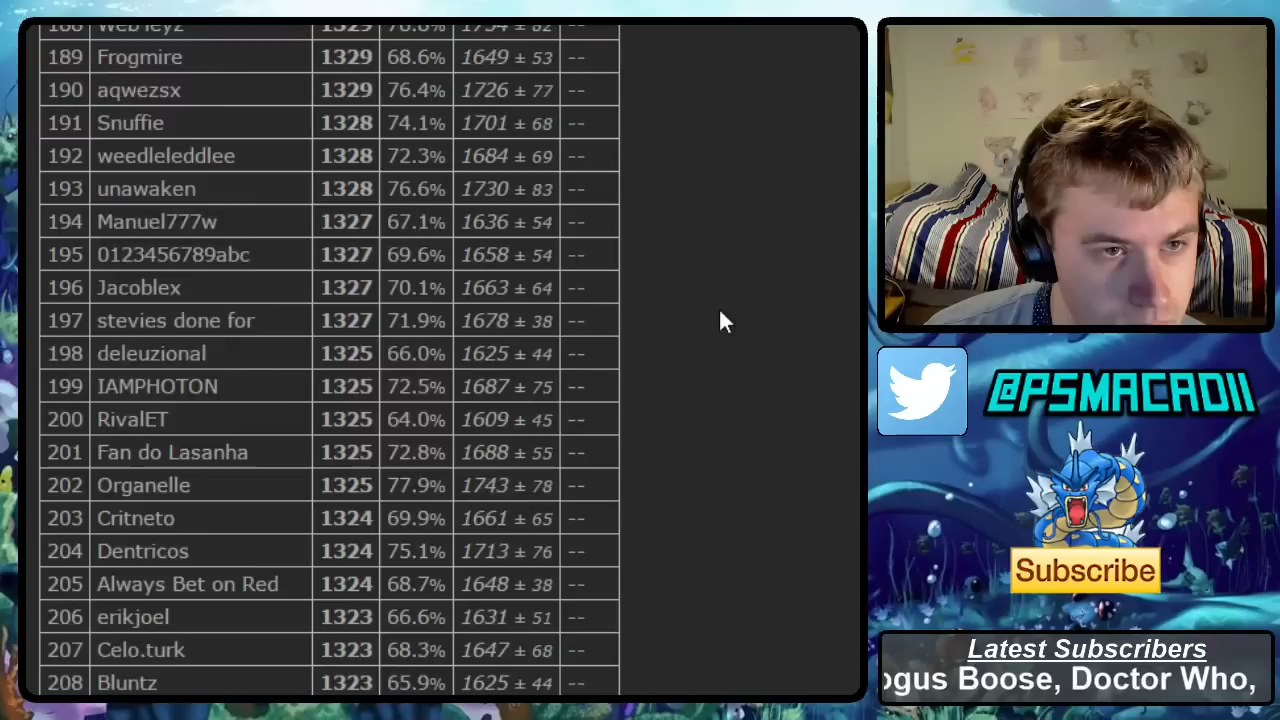 189 Frogmire 1329 68.6% 1649 ± 53 --
190 aqwezsx 1329 76.4% 1726 ± 77 --
191 Snuffie 1328 74.1% 1701 ± 68 --
192 weedleleddlee 1328 72.3% 1684 ± 69 --
193 unawaken 1328 76.6% 1730 ± 83 --
194 Manuel777w 1327 67.1% 1636 ± 54 --
195 0123456789abc 1327 69.6% 1658 ± 54 --
196 Jacoblex 1327 70.1% 1663 ± 64 --
197 stevies done for 1327 71.9% 1678 ± 38 --
198 deleuzional 1325 66.0% 1625 ± 44 --
199 IAMPHOTON 1325 72.5% 1687 ± 75 --
200 RivalET 1325 64.0% 1609 ± 45 --
201 Fan do Lasanha 1325 72.8% 1688 ± 55 --
202 Organelle 1325 77.9% 1743 ± 78 --
203 Critneto 1324 69.9% 1661 ± 65 --
204 Dentricos 1324 75.1% 1713 ± 76 --
205 Always Bet on Red 1324 68.7% 1648 ± 38 --
206 erikjoel 1323 66.6% 1631 ± 51 --
207 Celo.turk 1323 68.3% 1647 ± 68 --
208 Bluntz 1323 65.9% 1625 ± 44 --
@PSMACADII
Subscribe
Latest Subscribers
ogus Boose, Doctor Who,